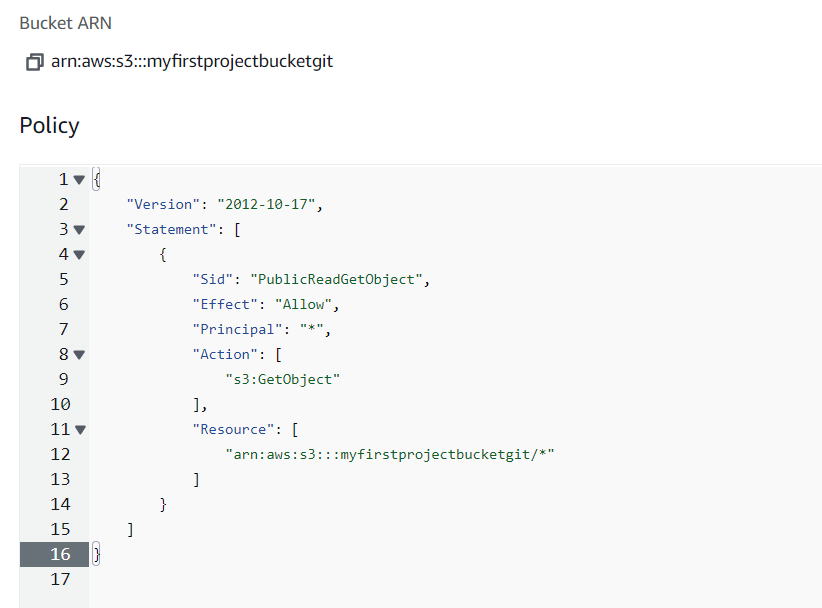 Bucket ARN
arn:aws:s3:::myfirstprojectbucketgit
Policy
1 {
2 "Version": "2012-10-17",
3 "Statement": [
4 {
5 "Sid": "PublicReadGetObject",
6 "Effect": "Allow",
7 "Principal": "*",
8 "Action": [
9 "s3:GetObject"
10 ],
11 "Resource": [
12 "arn:aws:s3:::myfirstprojectbucketgit/*"
13 ]
14 }
15 ]
16 }
17